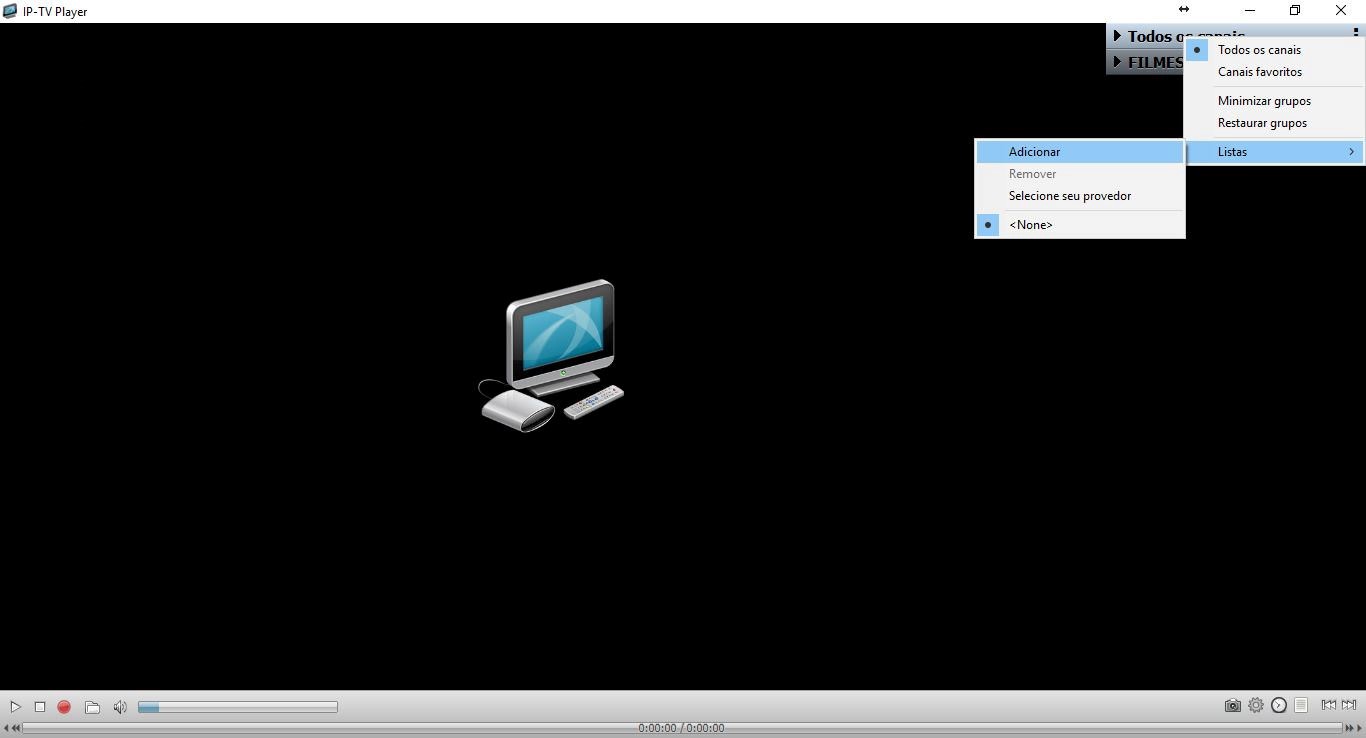 IP-TV Player
Todos os canais
FILMES
Todos os canais
Canais favoritos
Minimizar grupos
Restaurar grupos
Listas
Adicionar
Remover
Selecione seu provedor
<None>
0:00:00 / 0:00:00